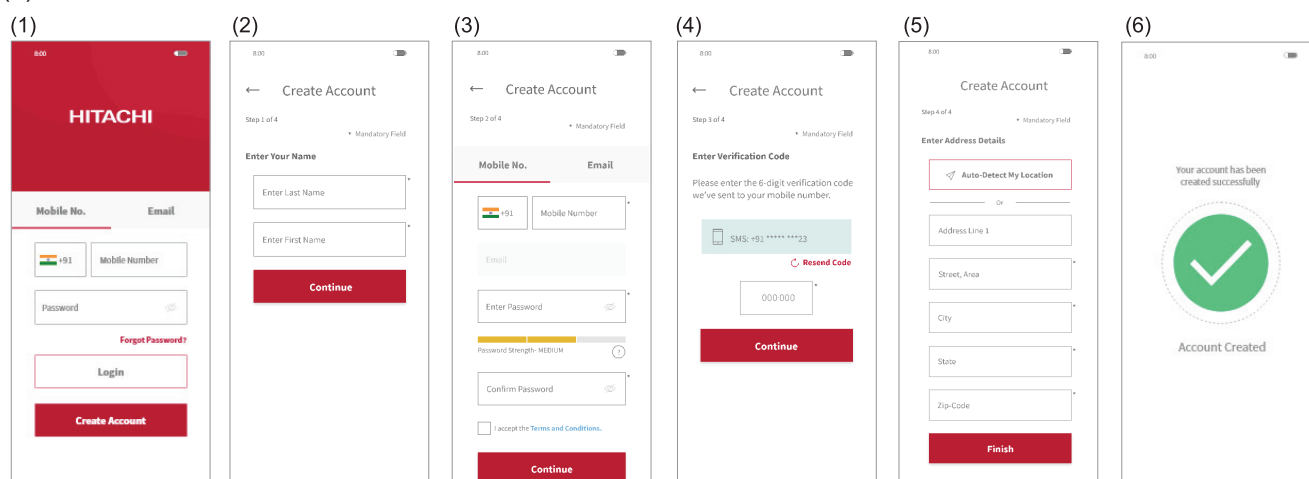 (1)
8:00
HITACHI
Mobile No. Email
+91 Mobile Number
Password
Forgot Password?
Login
Create Account
(2)
8:00
← Create Account
Step 1 of 4
* Mandatory Field
Enter Your Name
Enter Last Name *
Enter First Name *
Continue
(3)
8:00
← Create Account
Step 2 of 4
* Mandatory Field
Mobile No. Email
+91 Mobile Number *
Email
Enter Password *
Password Strength- MEDIUM ?
Confirm Password *
I accept the Terms and Conditions.
Continue
(4)
8:00
← Create Account
Step 3 of 4
* Mandatory Field
Enter Verification Code
Please enter the 6-digit verification code
we've sent to your mobile number.
SMS: +91 ***** ***23
Resend Code
000-000 *
Continue
(5)
8:00
Create Account
Step 4 of 4
* Mandatory Field
Enter Address Details
Auto-Detect My Location
Or
Address Line 1
Street, Area *
City *
State *
Zip-Code *
Finish
(6)
8:00
Your account has been
created successfully
Account Created